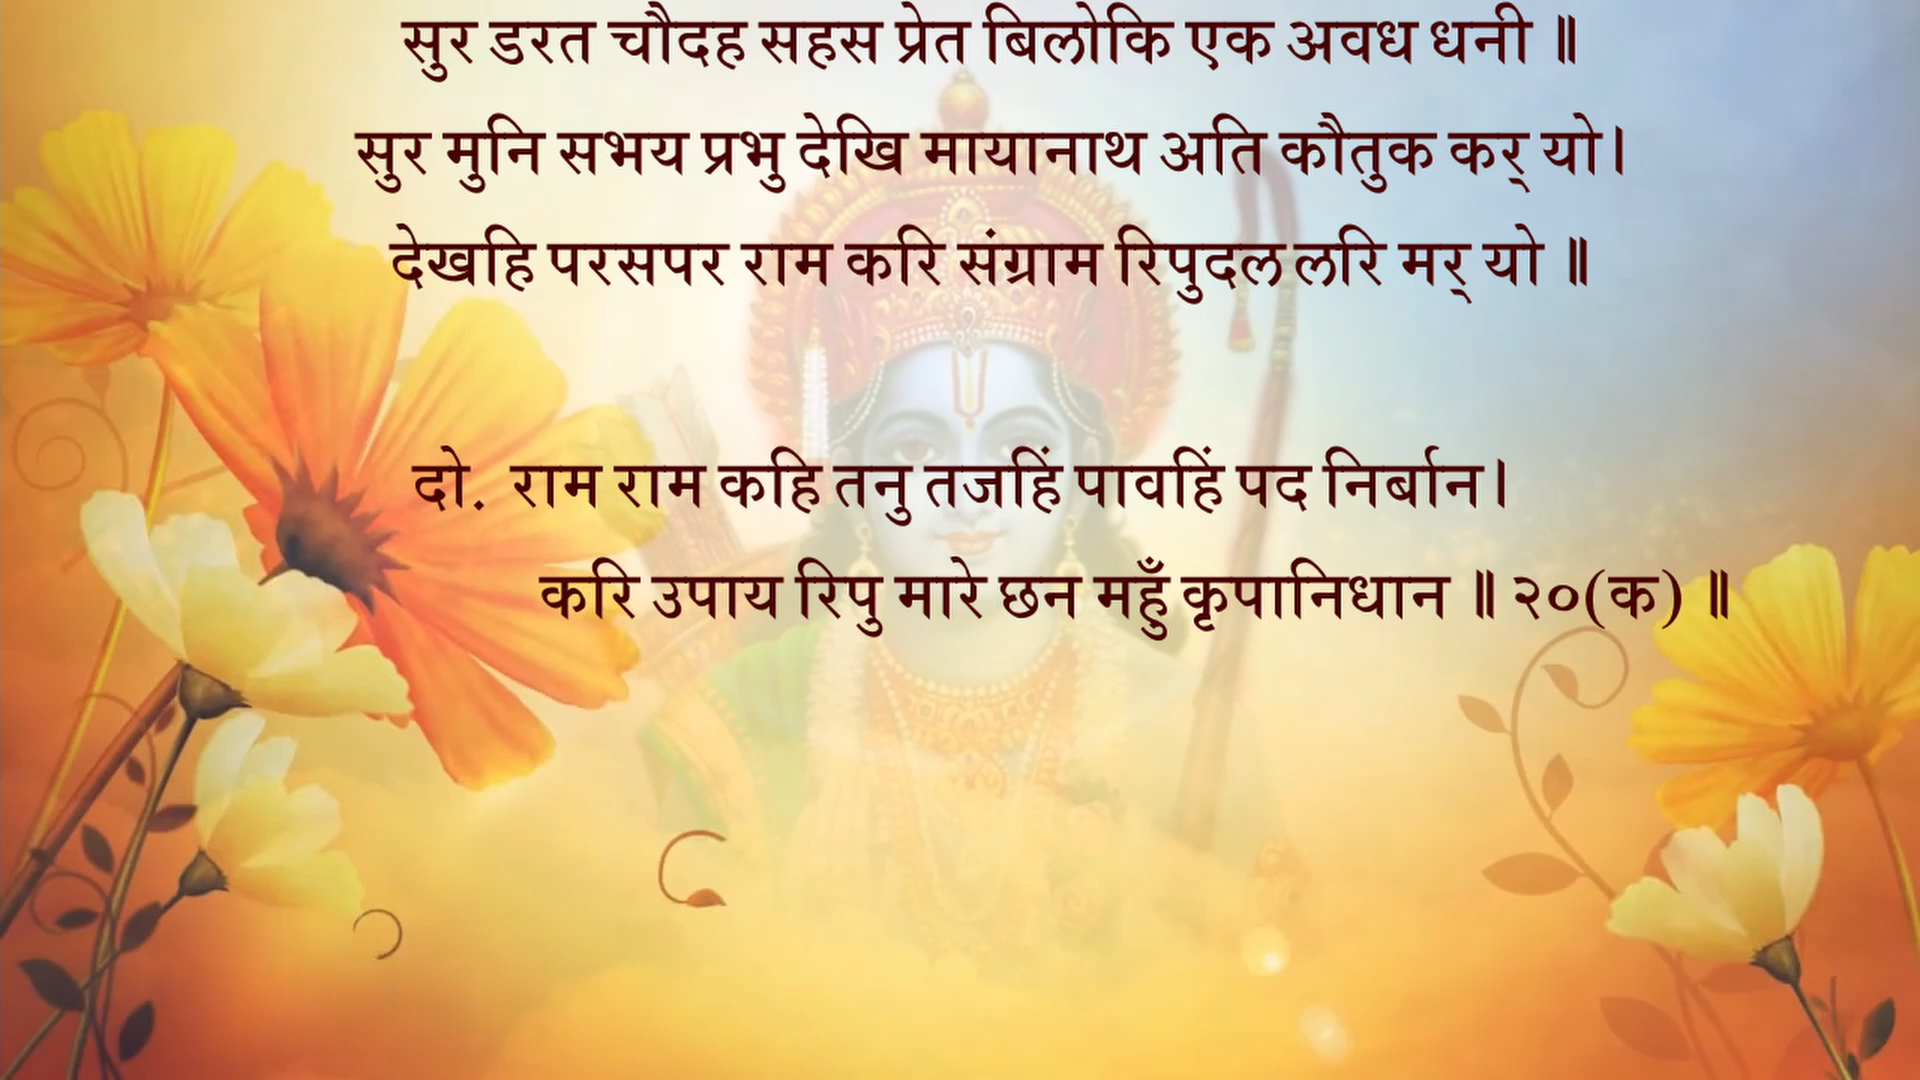 सुर डरत चौदह सहस प्रेत बिलोकि एक अवध धनी ॥
सुर मुनि सभय प्रभु देखि मायानाथ अति कौतुक कर् यो।
देखहि परसपर राम करि संग्राम रिपुदल लरि मर् यो ॥
दो. राम राम कहि तनु तजहिं पावहिं पद निर्बान।
करि उपाय रिपु मारे छन महुँ कृपानिधान ॥ २०(क) ॥